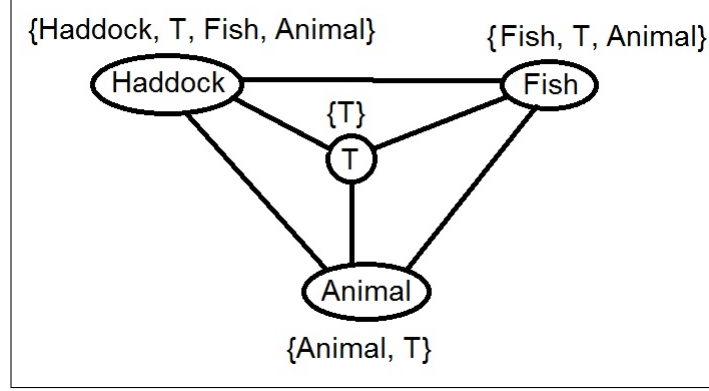 {Haddock, T, Fish, Animal}
{Fish, T, Animal}
Haddock
Fish
{T}
T
Animal
{Animal, T}